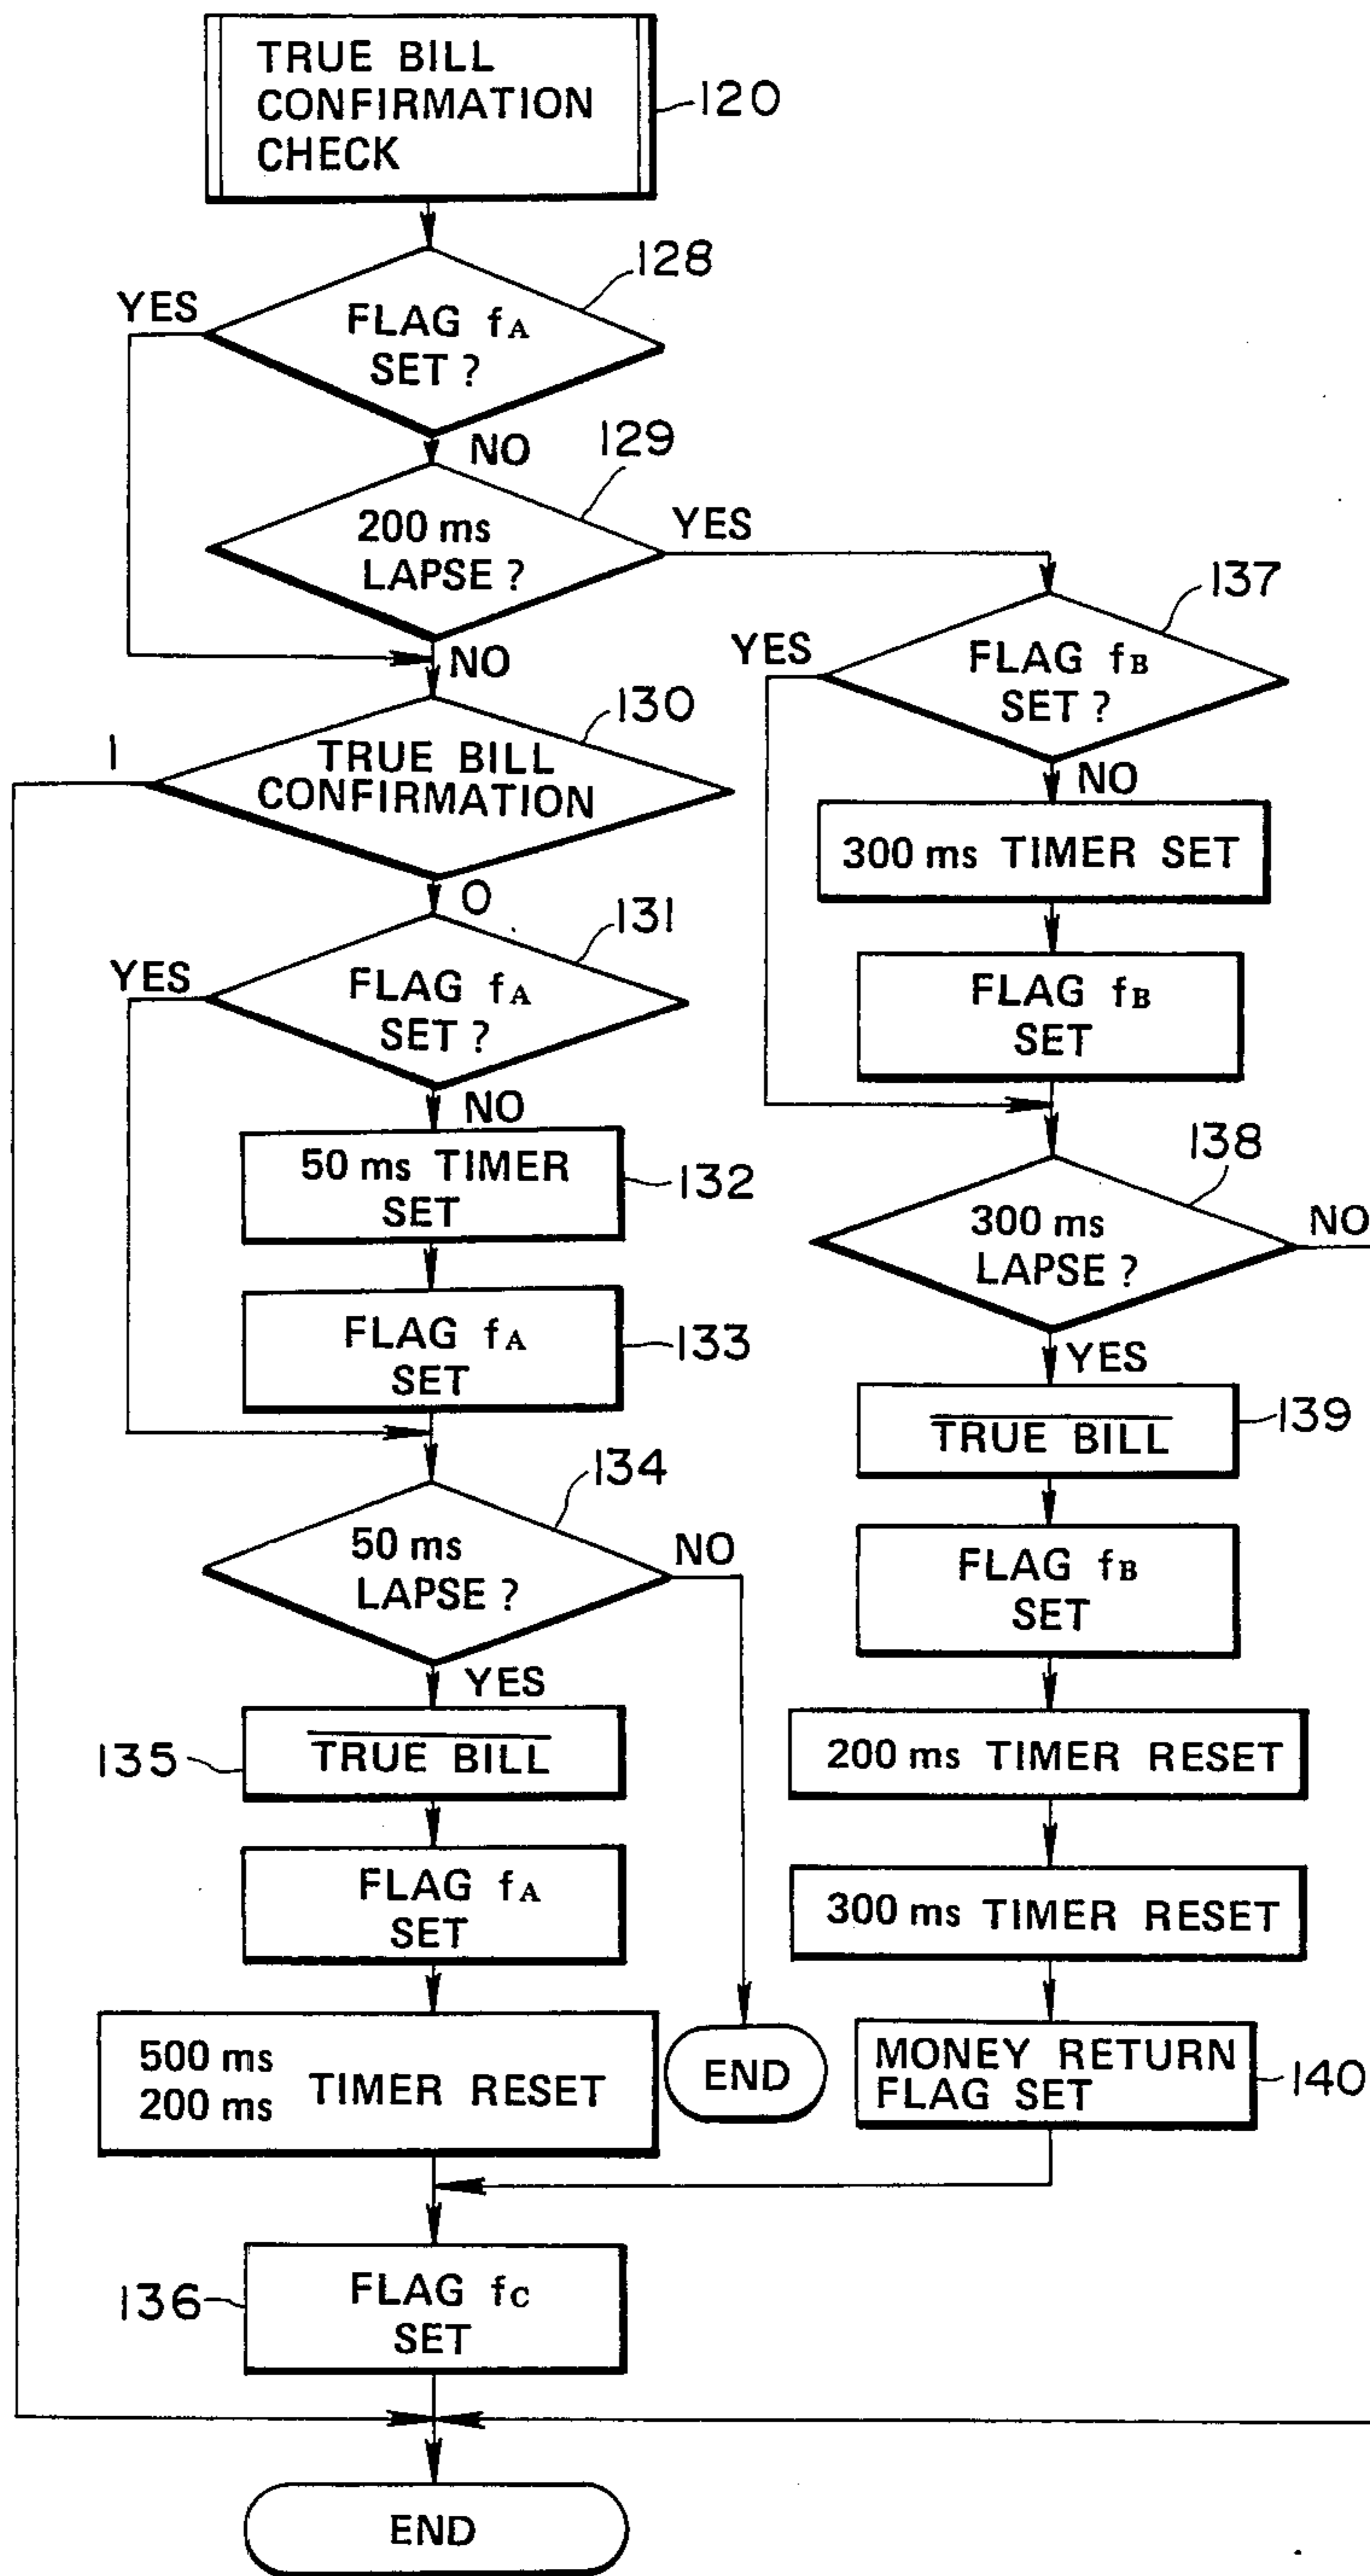 TRUE BILL
CONFIRMATION
CHECK
120
128
YES
FLAG fA
SET ?
NO
129
200 ms
LAPSE ?
YES
NO
137
YES
FLAG fB
SET ?
NO
130
1
TRUE BILL
CONFIRMATION
0
300 ms TIMER SET
131
YES
FLAG fA
SET ?
NO
FLAG fB
SET
50 ms TIMER
SET
132
138
300 ms
LAPSE ?
NO
YES
FLAG fA
SET
133
TRUE BILL
139
134
50 ms
LAPSE ?
NO
YES
FLAG fB
SET
135
TRUE BILL
200 ms TIMER RESET
FLAG fA
SET
300 ms TIMER RESET
500 ms
200 ms TIMER RESET
END
MONEY RETURN
FLAG SET
140
136
FLAG fC
SET
END